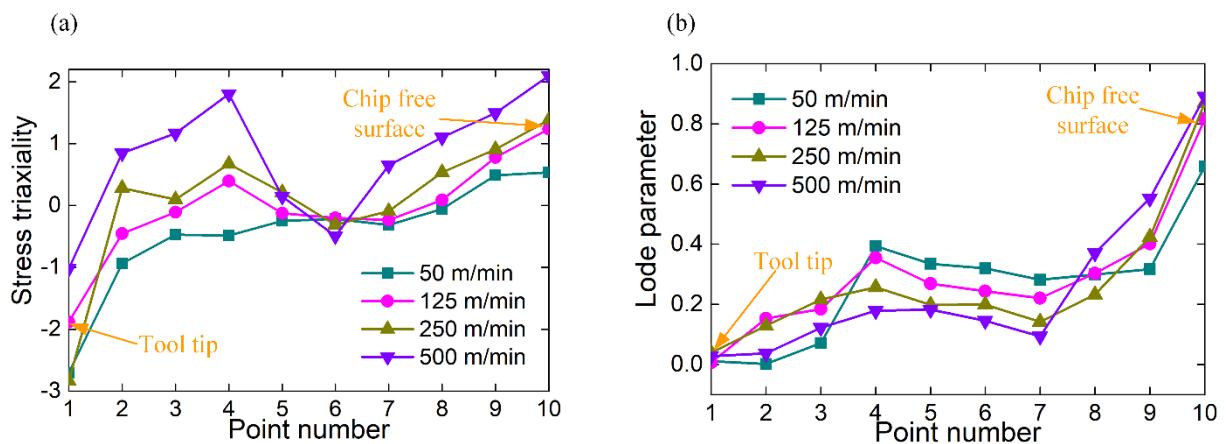 (a)
Stress triaxiality
2
1
0
-1
-2
-3
Chip free
surface
Tool tip
50 m/min
125 m/min
250 m/min
500 m/min
1 2 3 4 5 6 7 8 9 10
Point number
(b)
Lode parameter
1.0
0.8
0.6
0.4
0.2
0.0
50 m/min
125 m/min
250 m/min
500 m/min
Chip free
surface
Tool tip
1 2 3 4 5 6 7 8 9 10
Point number